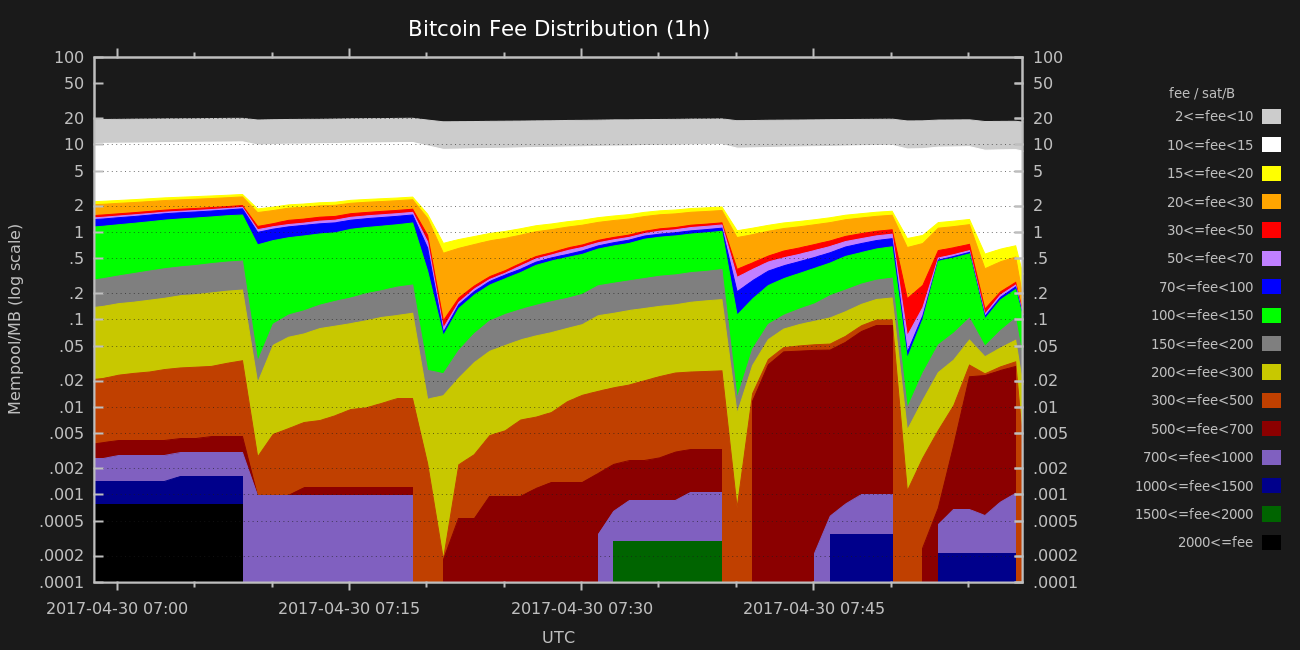 Bitcoin Fee Distribution (1h)
Mempool/MB (log scale)
100
50
20
10
5
2
1
.5
.2
.1
.05
.02
.01
.005
.002
.001
.0005
.0002
.0001
100
50
20
10
5
2
1
.5
.2
.1
.05
.02
.01
.005
.002
.001
.0005
.0002
.0001
2017-04-30 07:00 2017-04-30 07:15 2017-04-30 07:30 2017-04-30 07:45
UTC
fee / sat/B
2<=fee<10
10<=fee<15
15<=fee<20
20<=fee<30
30<=fee<50
50<=fee<70
70<=fee<100
100<=fee<150
150<=fee<200
200<=fee<300
300<=fee<500
500<=fee<700
700<=fee<1000
1000<=fee<1500
1500<=fee<2000
2000<=fee